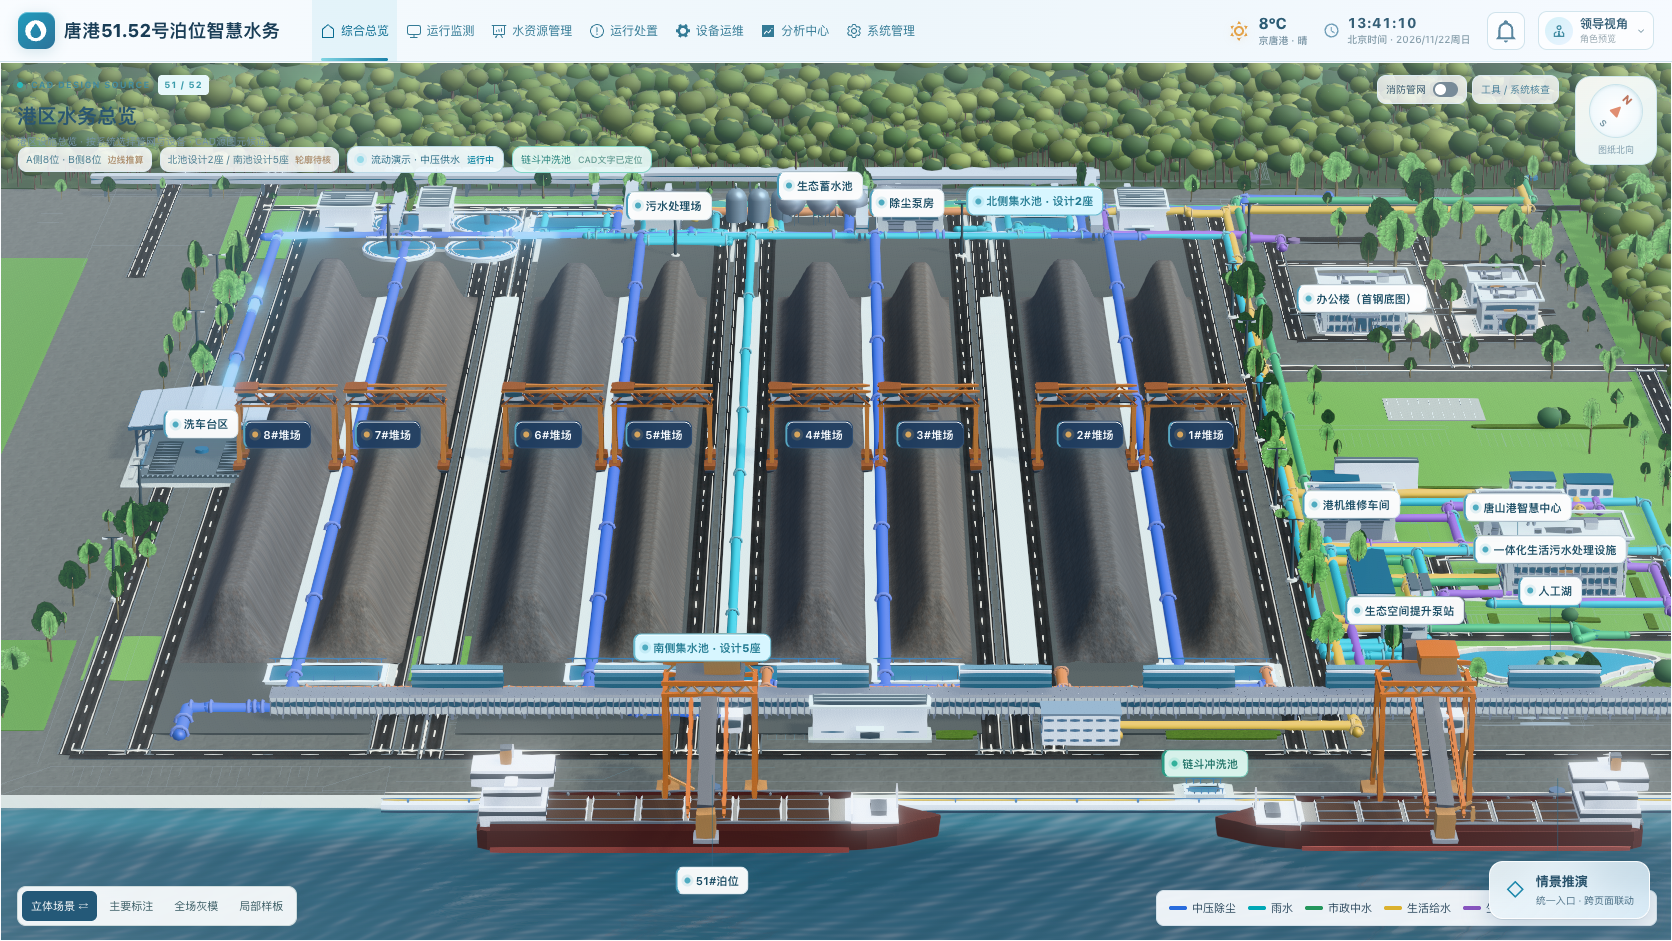 唐港51.52号泊位智慧水务
综合总览
运行监测
水资源管理
运行处置
设备运维
分析中心
系统管理
8°C
京唐港 · 晴
13:41:10
北京时间 · 2026/11/22周日
领导视角
角色预览
51 / 52
港区水务总览
A侧8位 · B侧8位 边线推算
北池设计2座 / 南池设计5座 轮廓待核
流动演示 · 中压供水 运行中
链斗冲洗池 CAD文字已定位
消防管网
工具 / 系统核查
N
S
图纸北向
污水处理场
生态蓄水池
除尘泵房
北侧集水池 · 设计2座
办公楼（首钢底图）
洗车台区
8#堆场
7#堆场
6#堆场
5#堆场
4#堆场
3#堆场
2#堆场
1#堆场
港机维修车间
唐山港智慧中心
一体化生活污水处理设施
人工湖
生态空间提升泵站
南侧集水池 · 设计5座
链斗冲洗池
51#泊位
立体场景
主要标注
全场灰模
局部样板
中压除尘
雨水
市政中水
生活给水
情景推演
统一入口 · 跨页面联动